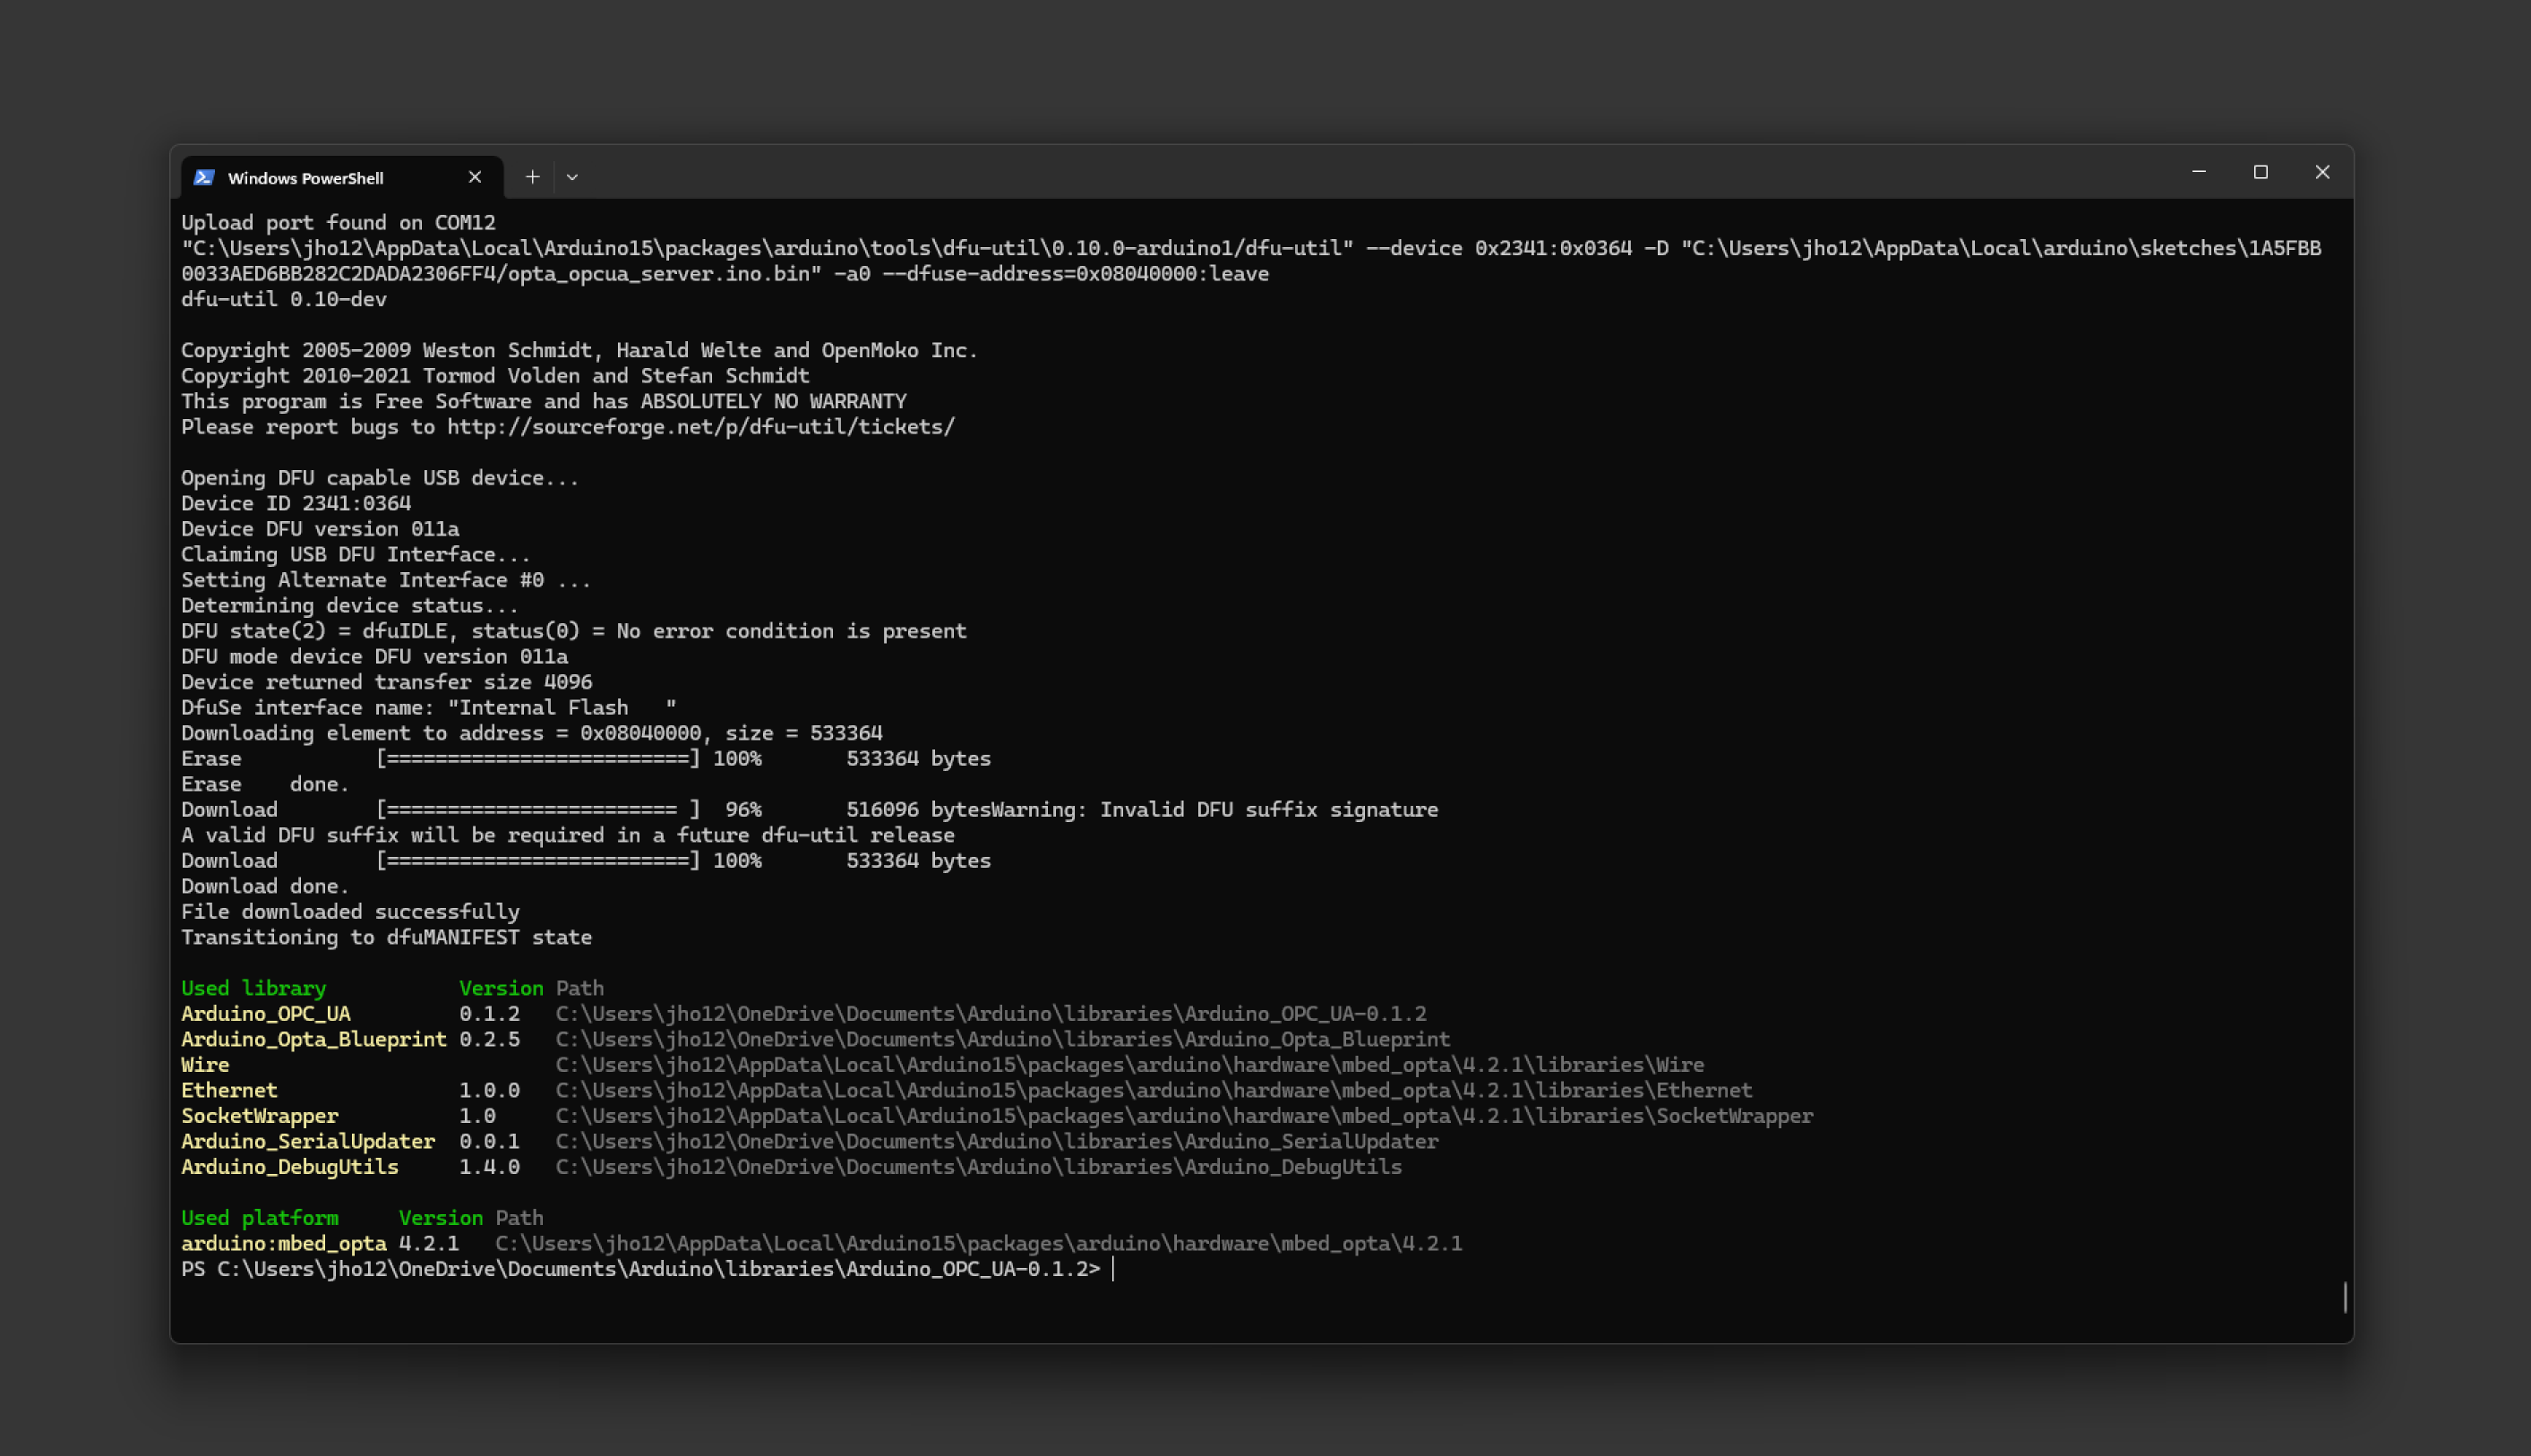 Windows PowerShell
Upload port found on COM12
"C:\Users\jho12\AppData\Local\Arduino15\packages\arduino\tools\dfu-util\0.10.0-arduino1/dfu-util" --device 0x2341:0x0364 -D "C:\Users\jho12\AppData\Local\arduino\sketches\1A5FBB
0033AED6BB282C2DADA2306FF4/opta_opcua_server.ino.bin" -a0 --dfuse-address=0x08040000:leave
dfu-util 0.10-dev
Copyright 2005-2009 Weston Schmidt, Harald Welte and OpenMoko Inc.
Copyright 2010-2021 Tormod Volden and Stefan Schmidt
This program is Free Software and has ABSOLUTELY NO WARRANTY
Please report bugs to http://sourceforge.net/p/dfu-util/tickets/
Opening DFU capable USB device...
Device ID 2341:0364
Device DFU version 011a
Claiming USB DFU Interface...
Setting Alternate Interface #0 ...
Determining device status...
DFU state(2) = dfuIDLE, status(0) = No error condition is present
DFU mode device DFU version 011a
Device returned transfer size 4096
DfuSe interface name: "Internal Flash   "
Downloading element to address = 0x08040000, size = 533364
Erase           [=========================] 100%       533364 bytes
Erase    done.
Download        [======================== ]  96%       516096 bytesWarning: Invalid DFU suffix signature
A valid DFU suffix will be required in a future dfu-util release
Download        [=========================] 100%       533364 bytes
Download done.
File downloaded successfully
Transitioning to dfuMANIFEST state
Used library           Version Path
Arduino_OPC_UA         0.1.2   C:\Users\jho12\OneDrive\Documents\Arduino\libraries\Arduino_OPC_UA-0.1.2
Arduino_Opta_Blueprint 0.2.5   C:\Users\jho12\OneDrive\Documents\Arduino\libraries\Arduino_Opta_Blueprint
Wire                           C:\Users\jho12\AppData\Local\Arduino15\packages\arduino\hardware\mbed_opta\4.2.1\libraries\Wire
Ethernet               1.0.0   C:\Users\jho12\AppData\Local\Arduino15\packages\arduino\hardware\mbed_opta\4.2.1\libraries\Ethernet
SocketWrapper          1.0     C:\Users\jho12\AppData\Local\Arduino15\packages\arduino\hardware\mbed_opta\4.2.1\libraries\SocketWrapper
Arduino_SerialUpdater  0.0.1   C:\Users\jho12\OneDrive\Documents\Arduino\libraries\Arduino_SerialUpdater
Arduino_DebugUtils     1.4.0   C:\Users\jho12\OneDrive\Documents\Arduino\libraries\Arduino_DebugUtils
Used platform     Version Path
arduino:mbed_opta 4.2.1   C:\Users\jho12\AppData\Local\Arduino15\packages\arduino\hardware\mbed_opta\4.2.1
PS C:\Users\jho12\OneDrive\Documents\Arduino\libraries\Arduino_OPC_UA-0.1.2>